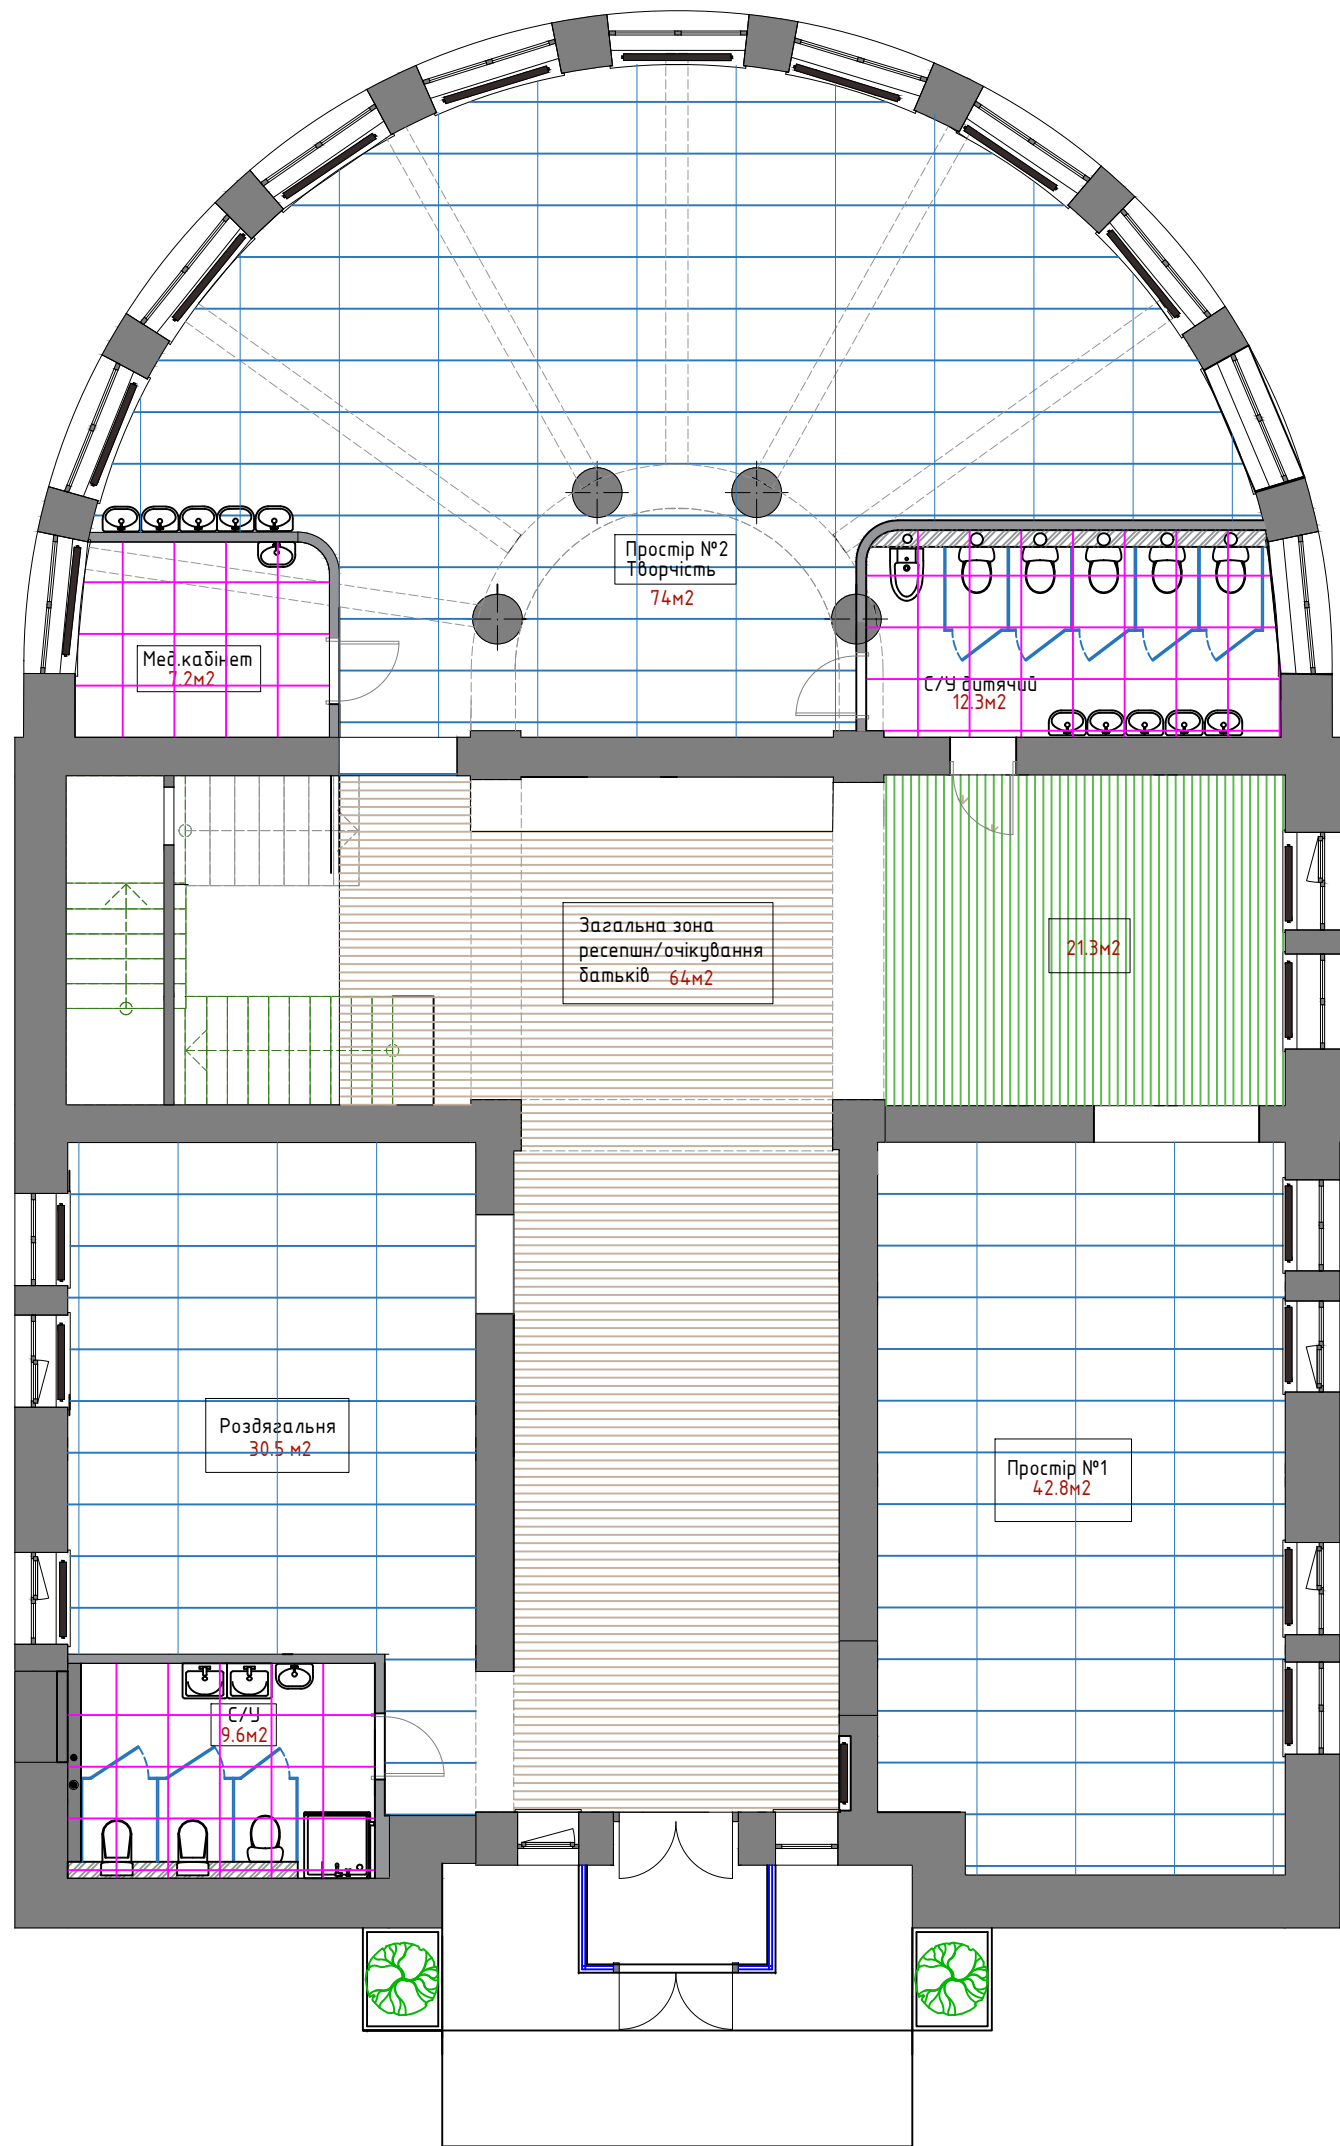 Простір №2
Творчість
74м2
Мед.кабінет
7.2м2
С/У дитячий
12.3м2
Загальна зона
ресепшн/очікування
батьків 64м2
21.3м2
Роздягальня
30.5 м2
Простір №1
42.8м2
С/У
9.6м2